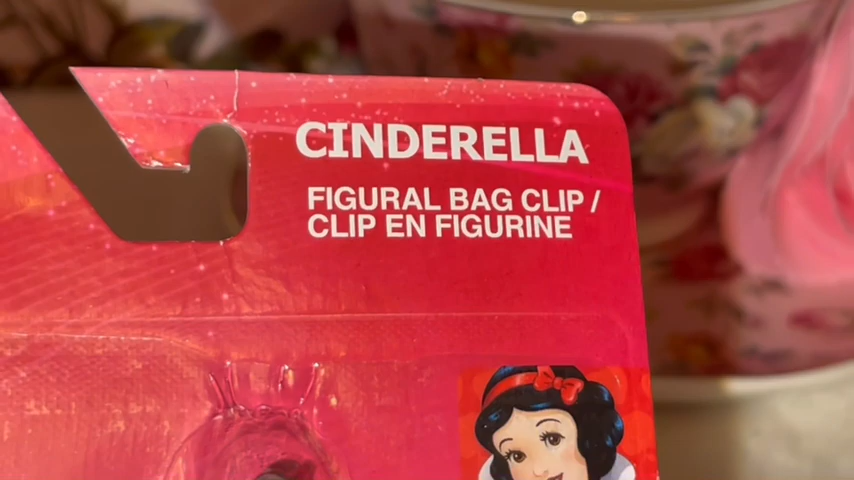 CINDERELLA
FIGURAL BAG CLIP /
CLIP EN FIGURINE